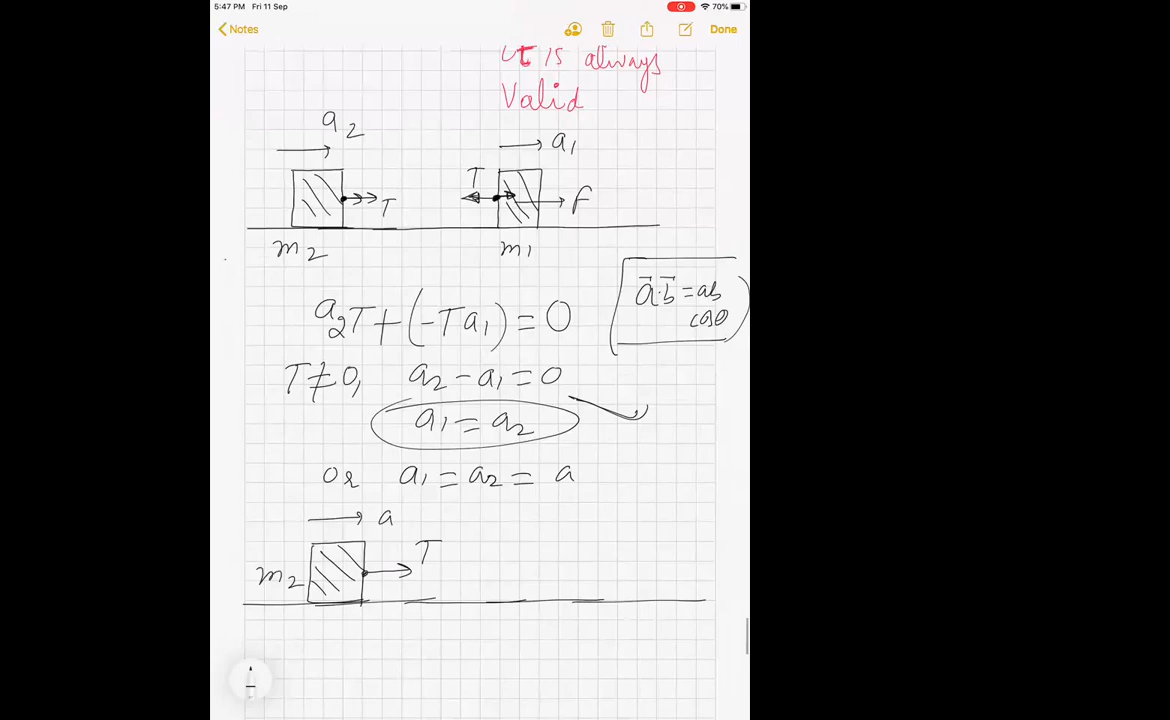 5:47 PM Fri 11 Sep
70%
Notes
Done
It is always
Valid
a2
a1
T
T
f
m2
m1
a2T + (-Ta1) = 0
a⃗·b⃗ = ab
cosθ
T ≠ 0, a2 - a1 = 0
a1 = a2
or a1 = a2 = a
a
T
m2